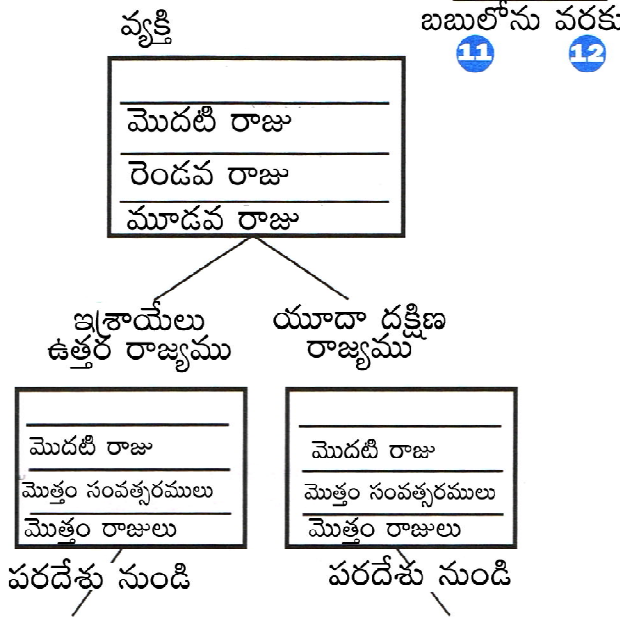 వ్యక్తి
బబులోను వరకు
11 12
మొదటి రాజు
రెండవ రాజు
మూడవ రాజు
ఇశ్రాయేలు
ఉత్తర రాజ్యము
యూదా దక్షిణ
రాజ్యము
మొదటి రాజు
మొత్తం సంవత్సరములు
మొత్తం రాజులు
మొదటి రాజు
మొత్తం సంవత్సరములు
మొత్తం రాజులు
పరదేశు నుండి
పరదేశు నుండి